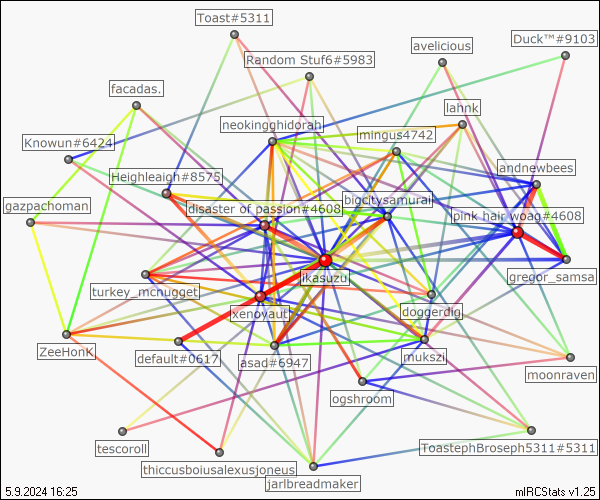 Toast#5311
Duck™#9103
avelicious
Random Stuf6#5983
facadas.
lahnk
neokingghidorah
mingus4742
Knowun#6424
andnewbees
Heighleaigh#8575
bigcitysamurai
gazpachoman
disaster of passion#4608
pink hair woag#4608
ikasuzu
gregor_samsa
turkey_mcnugget
xenovaut
doggerdig
ZeeHonK
default#0617
asad#6947
mukszi
moonraven
ogshroom
tescoroll
ToastephBroseph5311#5311
thiccusboiusalexusjoneus
jarlbreadmaker
5.9.2024 16:25
mIRCStats v1.25